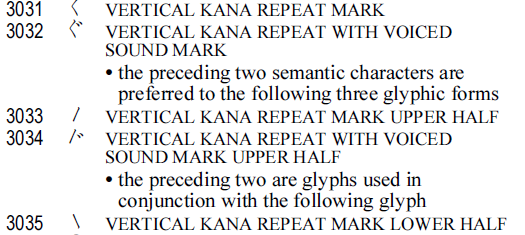 3031 〱 VERTICAL KANA REPEAT MARK
3032 〲 VERTICAL KANA REPEAT WITH VOICED
SOUND MARK
• the preceding two semantic characters are
preferred to the following three glyphic forms
3033 〳 VERTICAL KANA REPEAT MARK UPPER HALF
3034 〴 VERTICAL KANA REPEAT WITH VOICED
SOUND MARK UPPER HALF
• the preceding two are glyphs used in
conjunction with the following glyph
3035 〵 VERTICAL KANA REPEAT MARK LOWER HALF